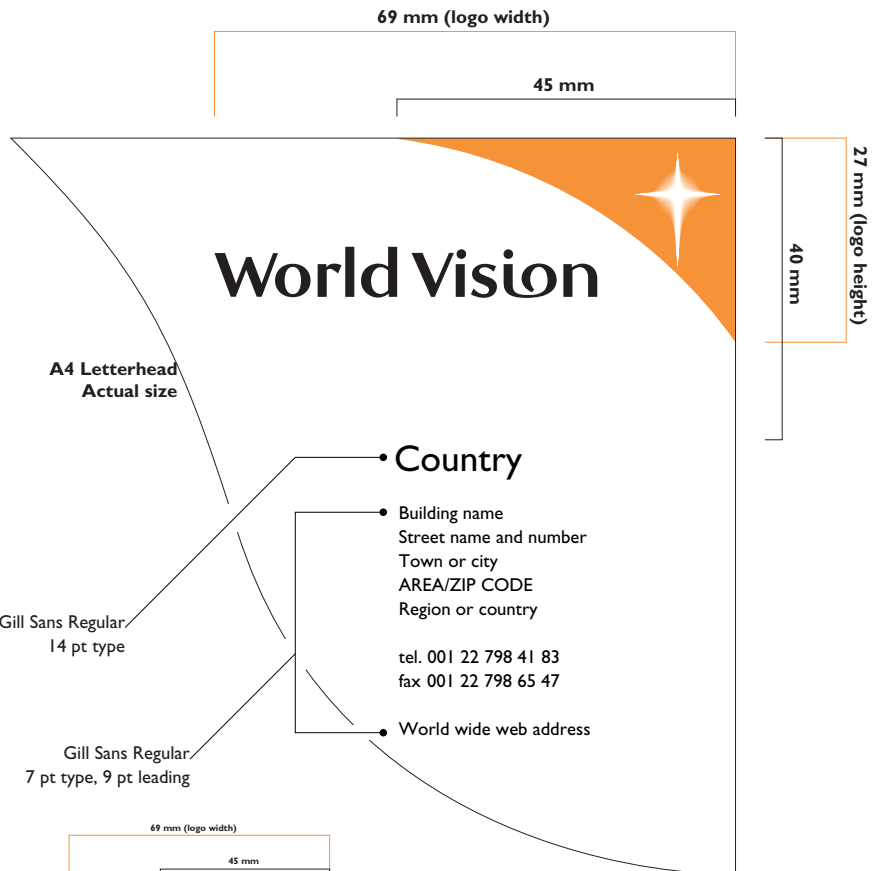 69 mm (logo width)
45 mm
27 mm (logo height)
40 mm
World Vision
A4 Letterhead
Actual size
Country
Building name
Street name and number
Town or city
AREA/ZIP CODE
Region or country
Gill Sans Regular
14 pt type
tel. 001 22 798 41 83
fax 001 22 798 65 47
World wide web address
Gill Sans Regular
7 pt type, 9 pt leading
69 mm (logo width)
45 mm